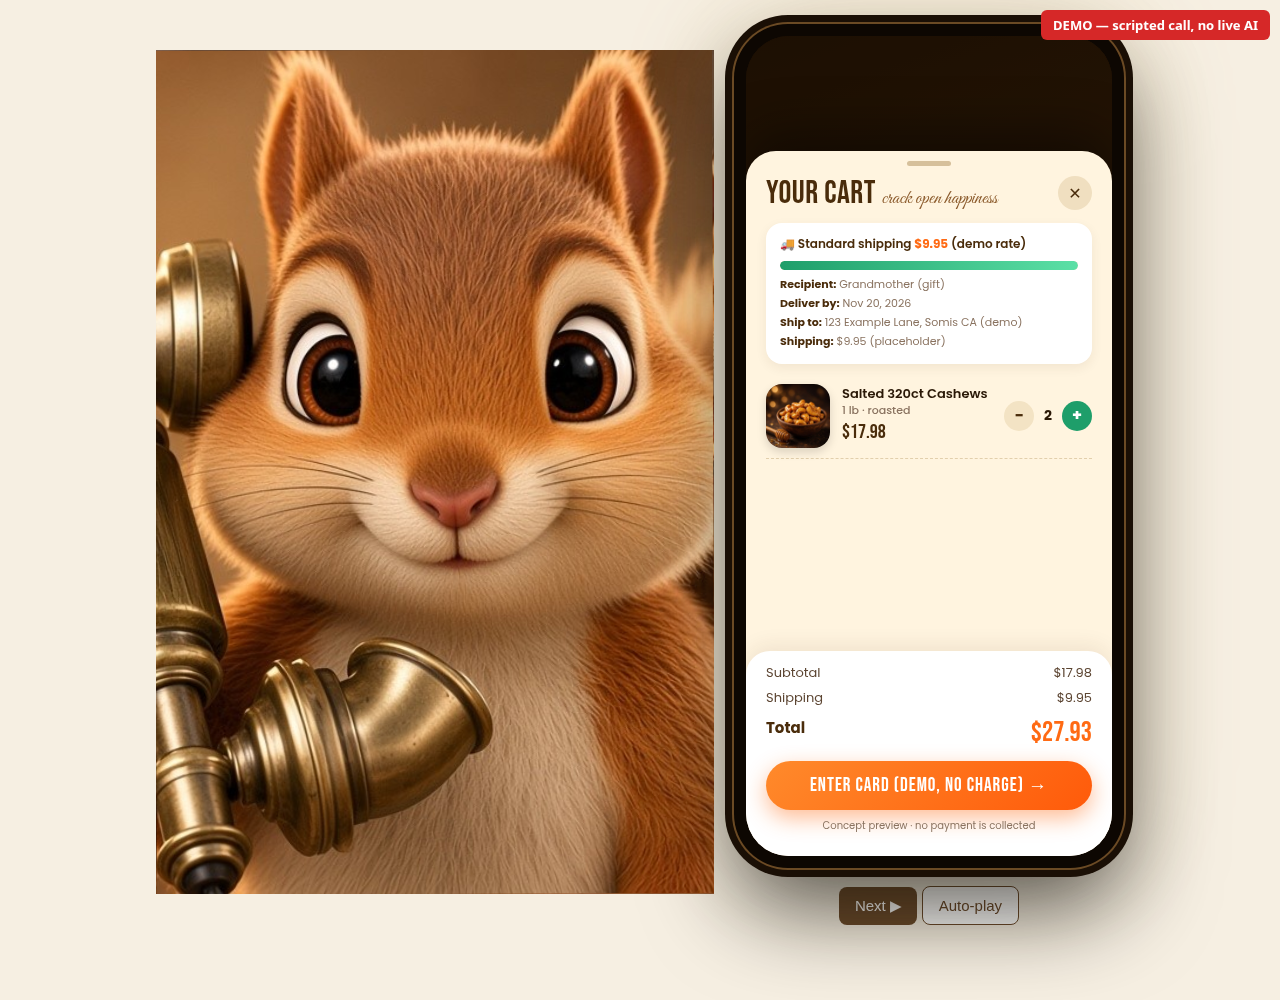 DEMO — scripted call, no live AI
YOUR CART crack open happiness
✕
🚚 Standard shipping $9.95 (demo rate)
Recipient: Grandmother (gift)
Deliver by: Nov 20, 2026
Ship to: 123 Example Lane, Somis CA (demo)
Shipping: $9.95 (placeholder)
Salted 320ct Cashews
1 lb · roasted
$17.98
− 2 +
Subtotal $17.98
Shipping $9.95
Total $27.93
ENTER CARD (DEMO, NO CHARGE) →
Concept preview · no payment is collected
Next ▶ Auto-play